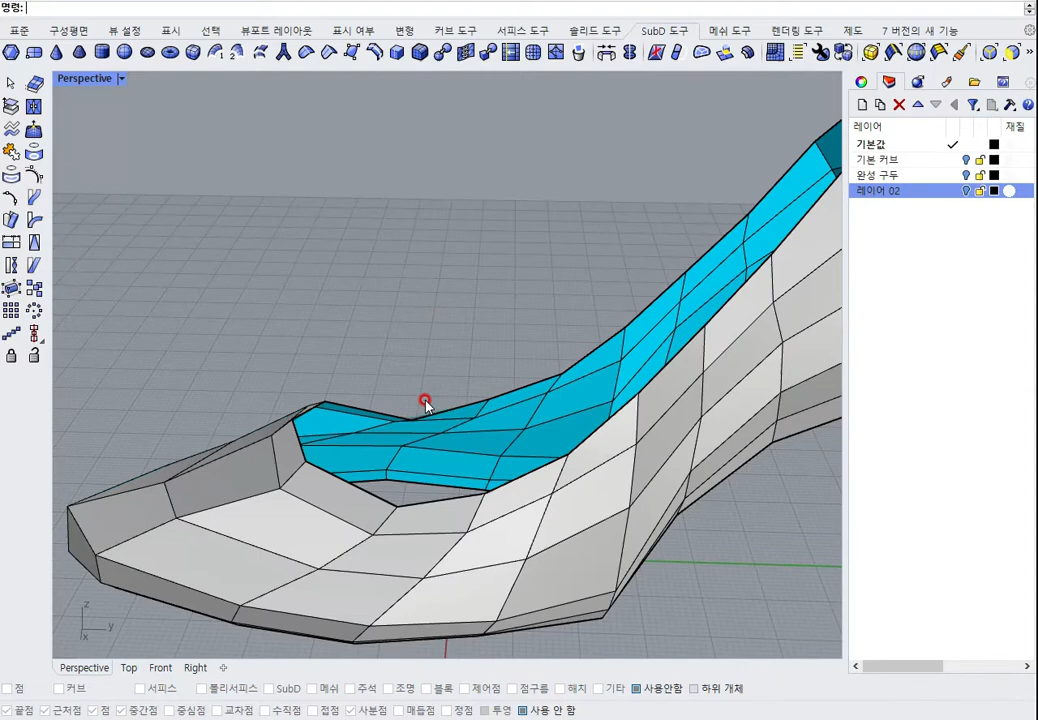 명령:
표준 구성평면 뷰 설정 표시 선택 뷰포트 레이아웃 표시 여부 변형 커브 도구 서피스 도구 솔리드 도구 SubD 도구 메쉬 도구 렌더링 도구 제도 7 버전의 새 기능
Perspective
레이어 재질
기본값
기본 커브
완성 구두
레이어 02
z
y
x
Perspective Top Front Right
점 커브 서피스 폴리서피스 SubD 메쉬 주석 조명 블록 제어점 점구름 해치 기타 사용안함 하위 개체
끝점 근처점 점 중간점 중심점 교차점 수직점 접점 사분점 매듭점 정점 투영 사용 안 함